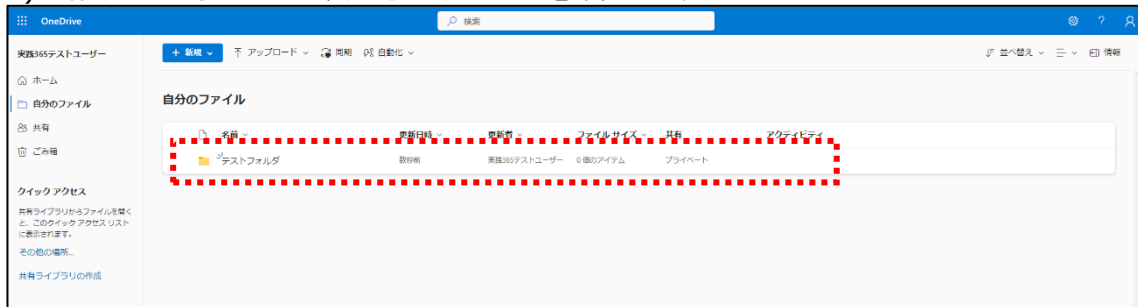 OneDrive
検索
実践365テストユーザー
+ 新規
アップロード
同期
自動化
並べ替え
情報
ホーム
自分のファイル
共有
ごみ箱
自分のファイル
名前
更新日時
更新者
ファイル サイズ
共有
アクティビティ
テストフォルダ
数秒前
実践365テストユーザー
0 個のアイテム
プライベート
クイック アクセス
共有ライブラリからファイルを開く
と、このクイック アクセス リスト
に表示されます。
その他の場所...
共有ライブラリの作成